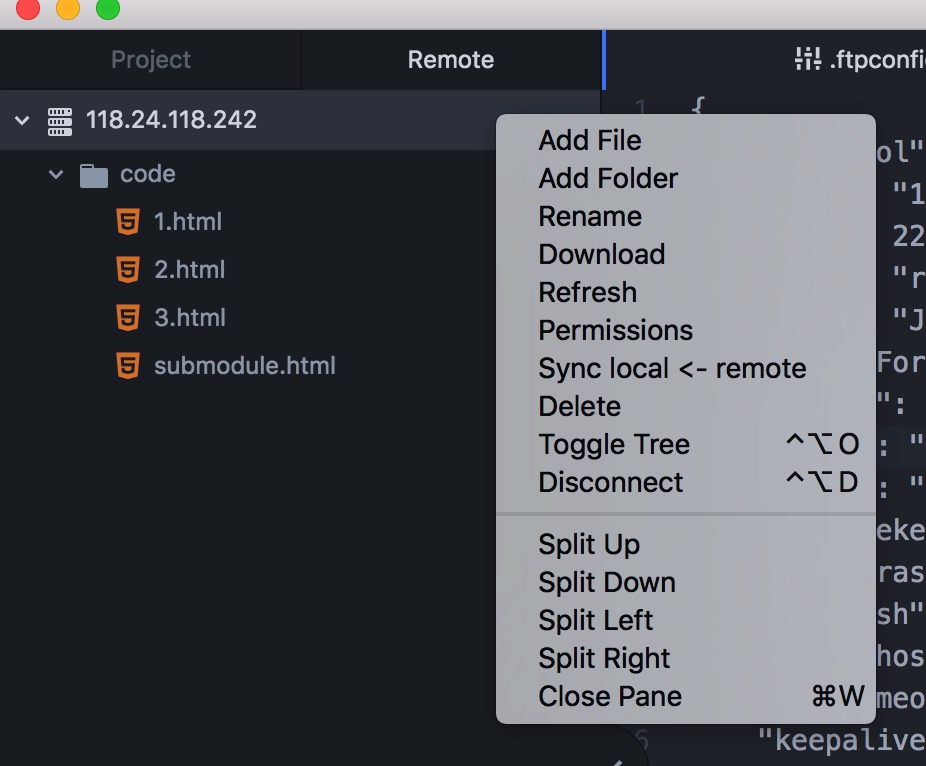 Project
Remote
.ftpconfi
118.24.118.242
code
1.html
2.html
3.html
submodule.html
Add File
Add Folder
Rename
Download
Refresh
Permissions
Sync local <- remote
Delete
Toggle Tree ^⌥O
Disconnect ^⌥D
Split Up
Split Down
Split Left
Split Right
Close Pane ⌘W
1 {
ol"
"1
22
"r
"J
For
":
: "
: "
eke
ras
sh"
hos
meo
6 "keepalive